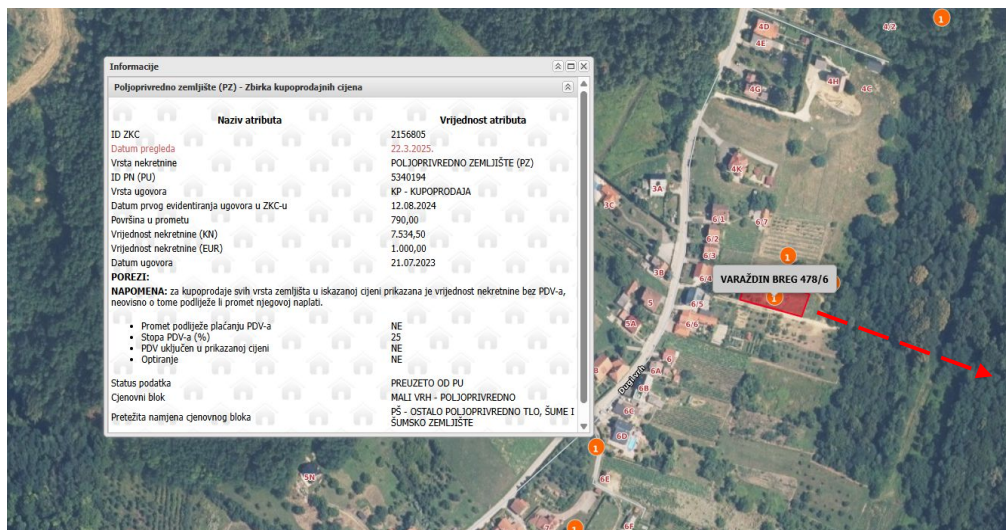 Informacije
Poljoprivredno zemljište (PZ) - Zbirka kupoprodajnih cijena
Naziv atributa Vrijednost atributa
ID ZKC 2156805
Datum pregleda 22.3.2025.
Vrsta nekretnine POLJOPRIVREDNO ZEMLJIŠTE (PZ)
ID PN (PU) 5340194
Vrsta ugovora KP - KUPOPRODAJA
Datum prvog evidentiranja ugovora u ZKC-u 12.08.2024
Površina u prometu 790,00
Vrijednost nekretnine (KN) 7.534,50
Vrijednost nekretnine (EUR) 1.000,00
Datum ugovora 21.07.2023
POREZI:
NAPOMENA: za kupoprodaje svih vrsta zemljišta u iskazanoj cijeni prikazana je vrijednost nekretnine bez PDV-a,
neovisno o tome podliježe li promet njegovoj naplati.
• Promet podliježe plaćanju PDV-a NE
• Stopa PDV-a (%) 25
• PDV uključen u prikazanoj cijeni NE
• Optiranje NE
Status podatka PREUZETO OD PU
Cjenovni blok MALI VRH - POLJOPRIVREDNO
Pretežita namjena cjenovnog bloka PŠ - OSTALO POLJOPRIVREDNO TLO, ŠUME I
ŠUMSKO ZEMLJIŠTE
1
4/2
4D
4E
4H
4G
4G
4K
3A
3C
6/1
6/7
6/2
6/3
1
3B
6/4
VARAŽDIN BREG 478/6
1
5
6/5
5A
6/6
6
6A
Dugi vrh
6B
6C
6D
1
5N
6E
7
1
6F